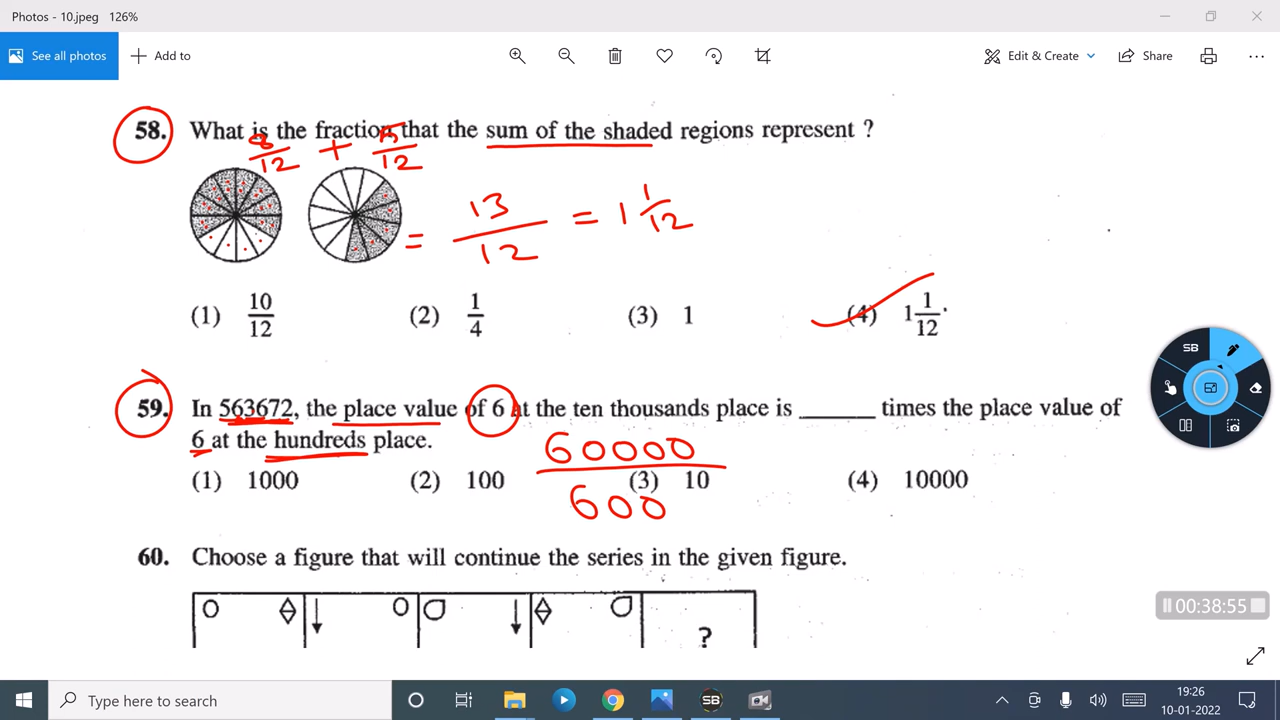 Photos - 10.jpeg 126%
See all photos
Add to
Edit & Create
Share
58. What is the fraction that the sum of the shaded regions represent ?
8/12 + 5/12
= 13/12 = 1 1/12
(1) 10/12 (2) 1/4 (3) 1 (4) 1 1/12
SB
59. In 563672, the place value of 6 at the ten thousands place is ______ times the place value of
6 at the hundreds place.
60000
600
(1) 1000 (2) 100 (3) 10 (4) 10000
60. Choose a figure that will continue the series in the given figure.
?
00:38:55
Type here to search
SB
19:26
10-01-2022